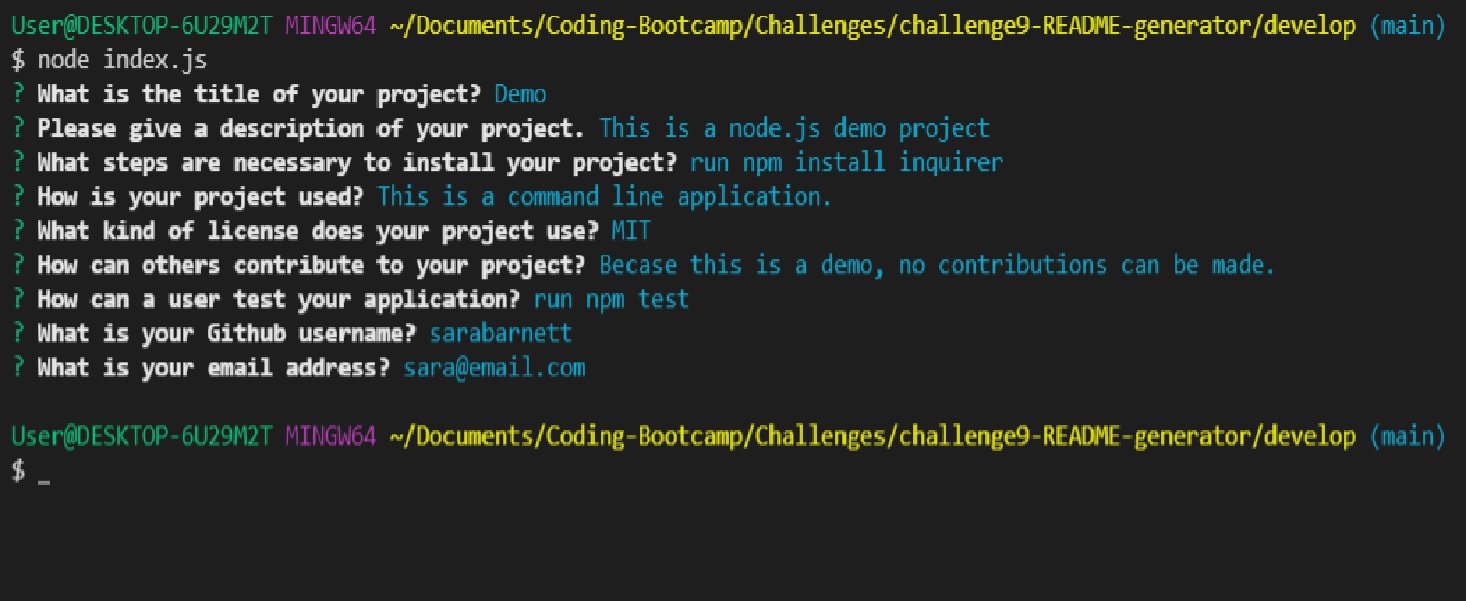 User@DESKTOP-6U29M2T MINGW64 ~/Documents/Coding-Bootcamp/Challenges/challenge9-README-generator/develop (main)
$ node index.js
? What is the title of your project? Demo
? Please give a description of your project. This is a node.js demo project
? What steps are necessary to install your project? run npm install inquirer
? How is your project used? This is a command line application.
? What kind of license does your project use? MIT
? How can others contribute to your project? Becase this is a demo, no contributions can be made.
? How can a user test your application? run npm test
? What is your Github username? sarabarnett
? What is your email address? sara@email.com
User@DESKTOP-6U29M2T MINGW64 ~/Documents/Coding-Bootcamp/Challenges/challenge9-README-generator/develop (main)
$ _